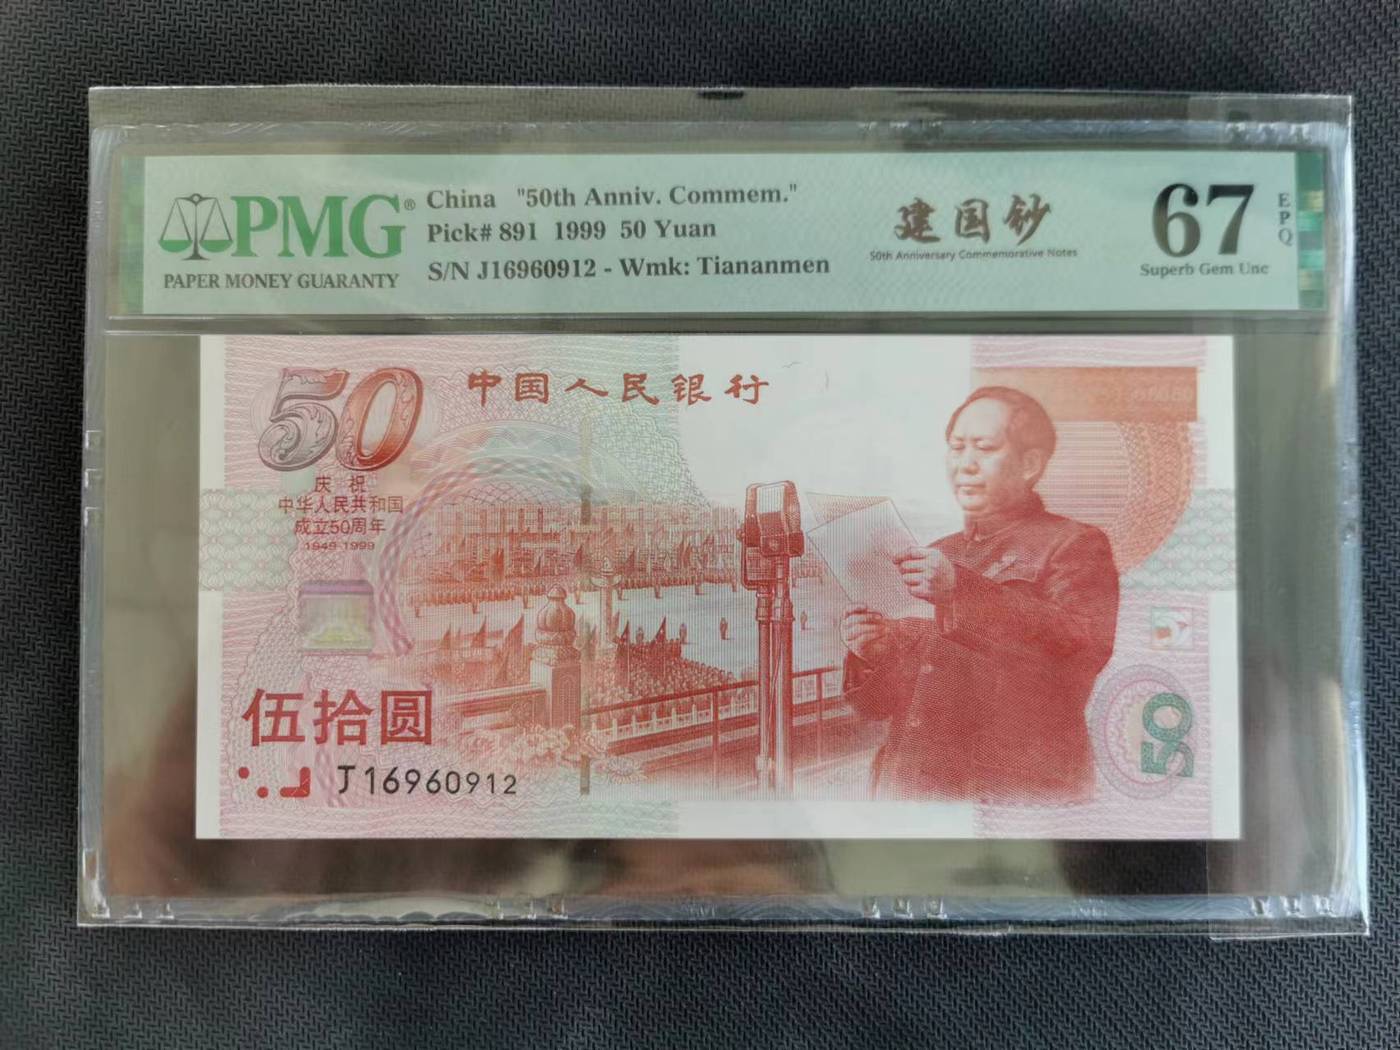 PMG®
PAPER MONEY GUARANTY
China "50th Anniv. Commem."
Pick# 891 1999 50 Yuan
S/N J16960912 - Wmk: Tiananmen
建国钞
50th Anniversary Commemorative Notes
67
EPQ
Superb Gem Unc
50
中国人民银行
庆祝
中华人民共和国
成立50周年
1949-1999
伍拾圆
J16960912
50